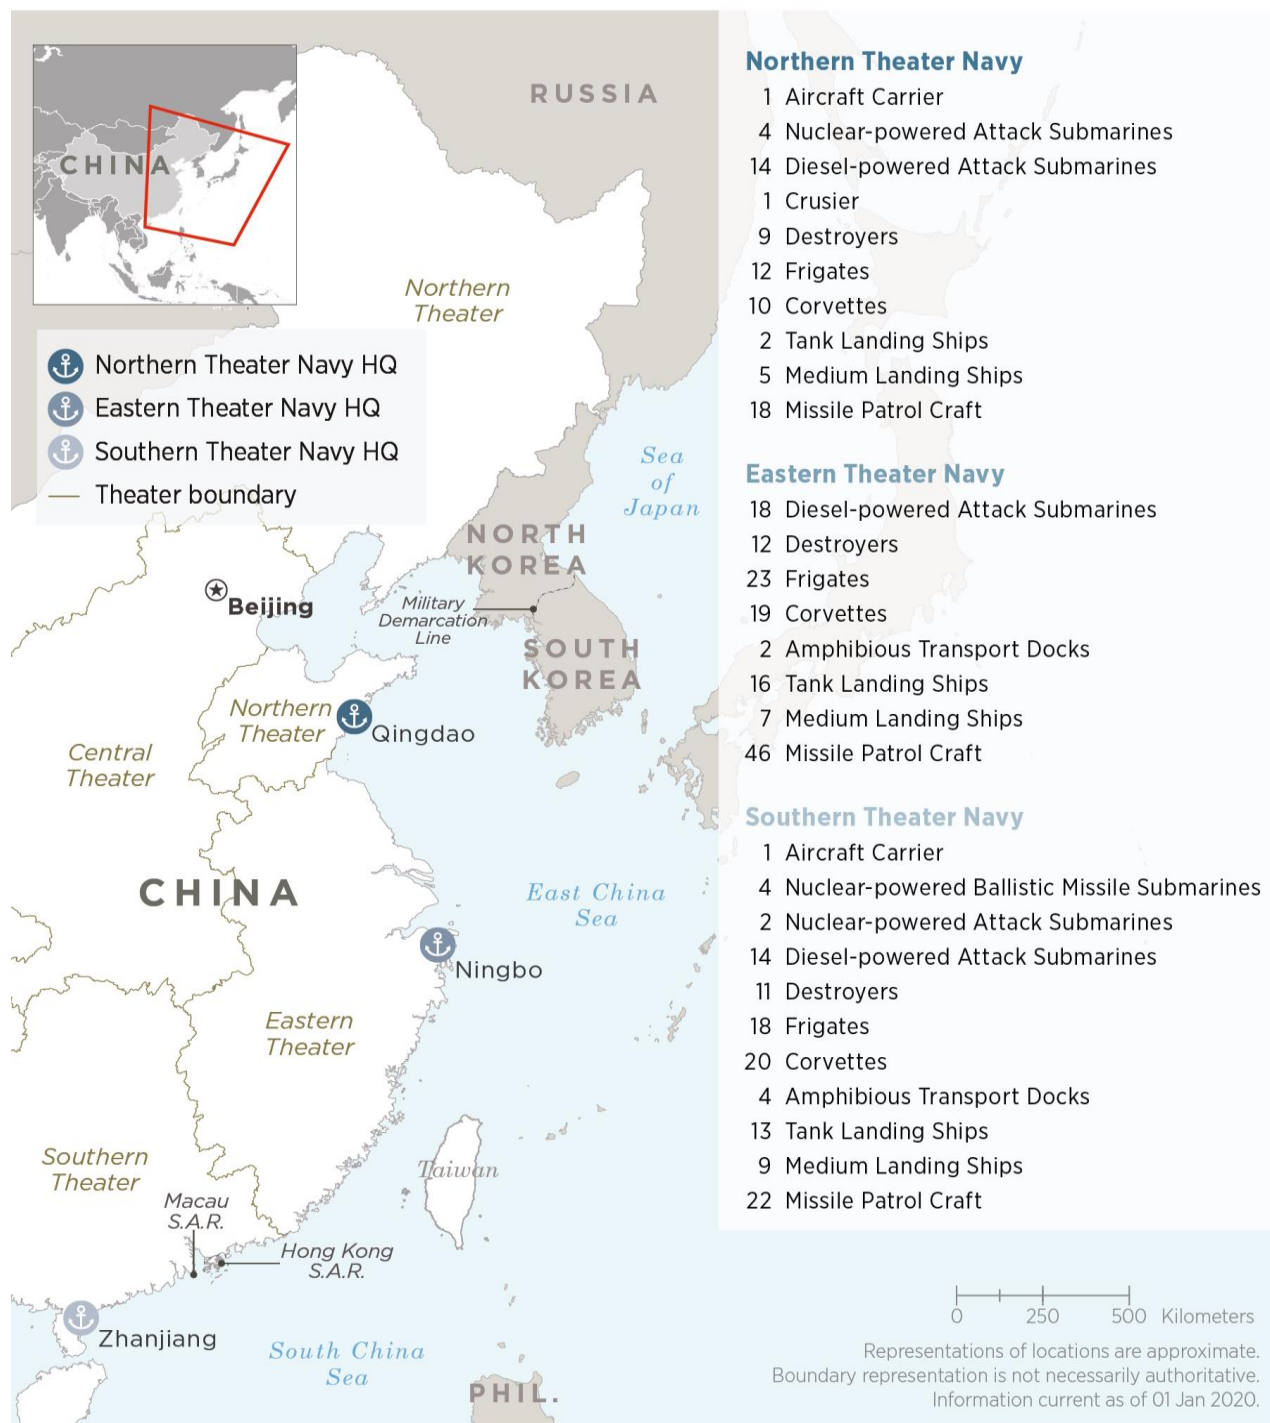 RUSSIA
CHINA
Northern
Theater
Northern Theater Navy HQ
Eastern Theater Navy HQ
Southern Theater Navy HQ
Theater boundary
Sea
of
Japan
NORTH
KOREA
Beijing
Military
Demarcation
Line
SOUTH
KOREA
Northern
Theater
Qingdao
Central
Theater
CHINA
East China
Sea
Ningbo
Eastern
Theater
Southern
Theater
Taiwan
Macau
S.A.R.
Hong Kong
S.A.R.
Zhanjiang
South China
Sea
PHIL.
Northern Theater Navy
1 Aircraft Carrier
4 Nuclear-powered Attack Submarines
14 Diesel-powered Attack Submarines
1 Crusier
9 Destroyers
12 Frigates
10 Corvettes
2 Tank Landing Ships
5 Medium Landing Ships
18 Missile Patrol Craft
Eastern Theater Navy
18 Diesel-powered Attack Submarines
12 Destroyers
23 Frigates
19 Corvettes
2 Amphibious Transport Docks
16 Tank Landing Ships
7 Medium Landing Ships
46 Missile Patrol Craft
Southern Theater Navy
1 Aircraft Carrier
4 Nuclear-powered Ballistic Missile Submarines
2 Nuclear-powered Attack Submarines
14 Diesel-powered Attack Submarines
11 Destroyers
18 Frigates
20 Corvettes
4 Amphibious Transport Docks
13 Tank Landing Ships
9 Medium Landing Ships
22 Missile Patrol Craft
0 250 500 Kilometers
Representations of locations are approximate.
Boundary representation is not necessarily authoritative.
Information current as of 01 Jan 2020.